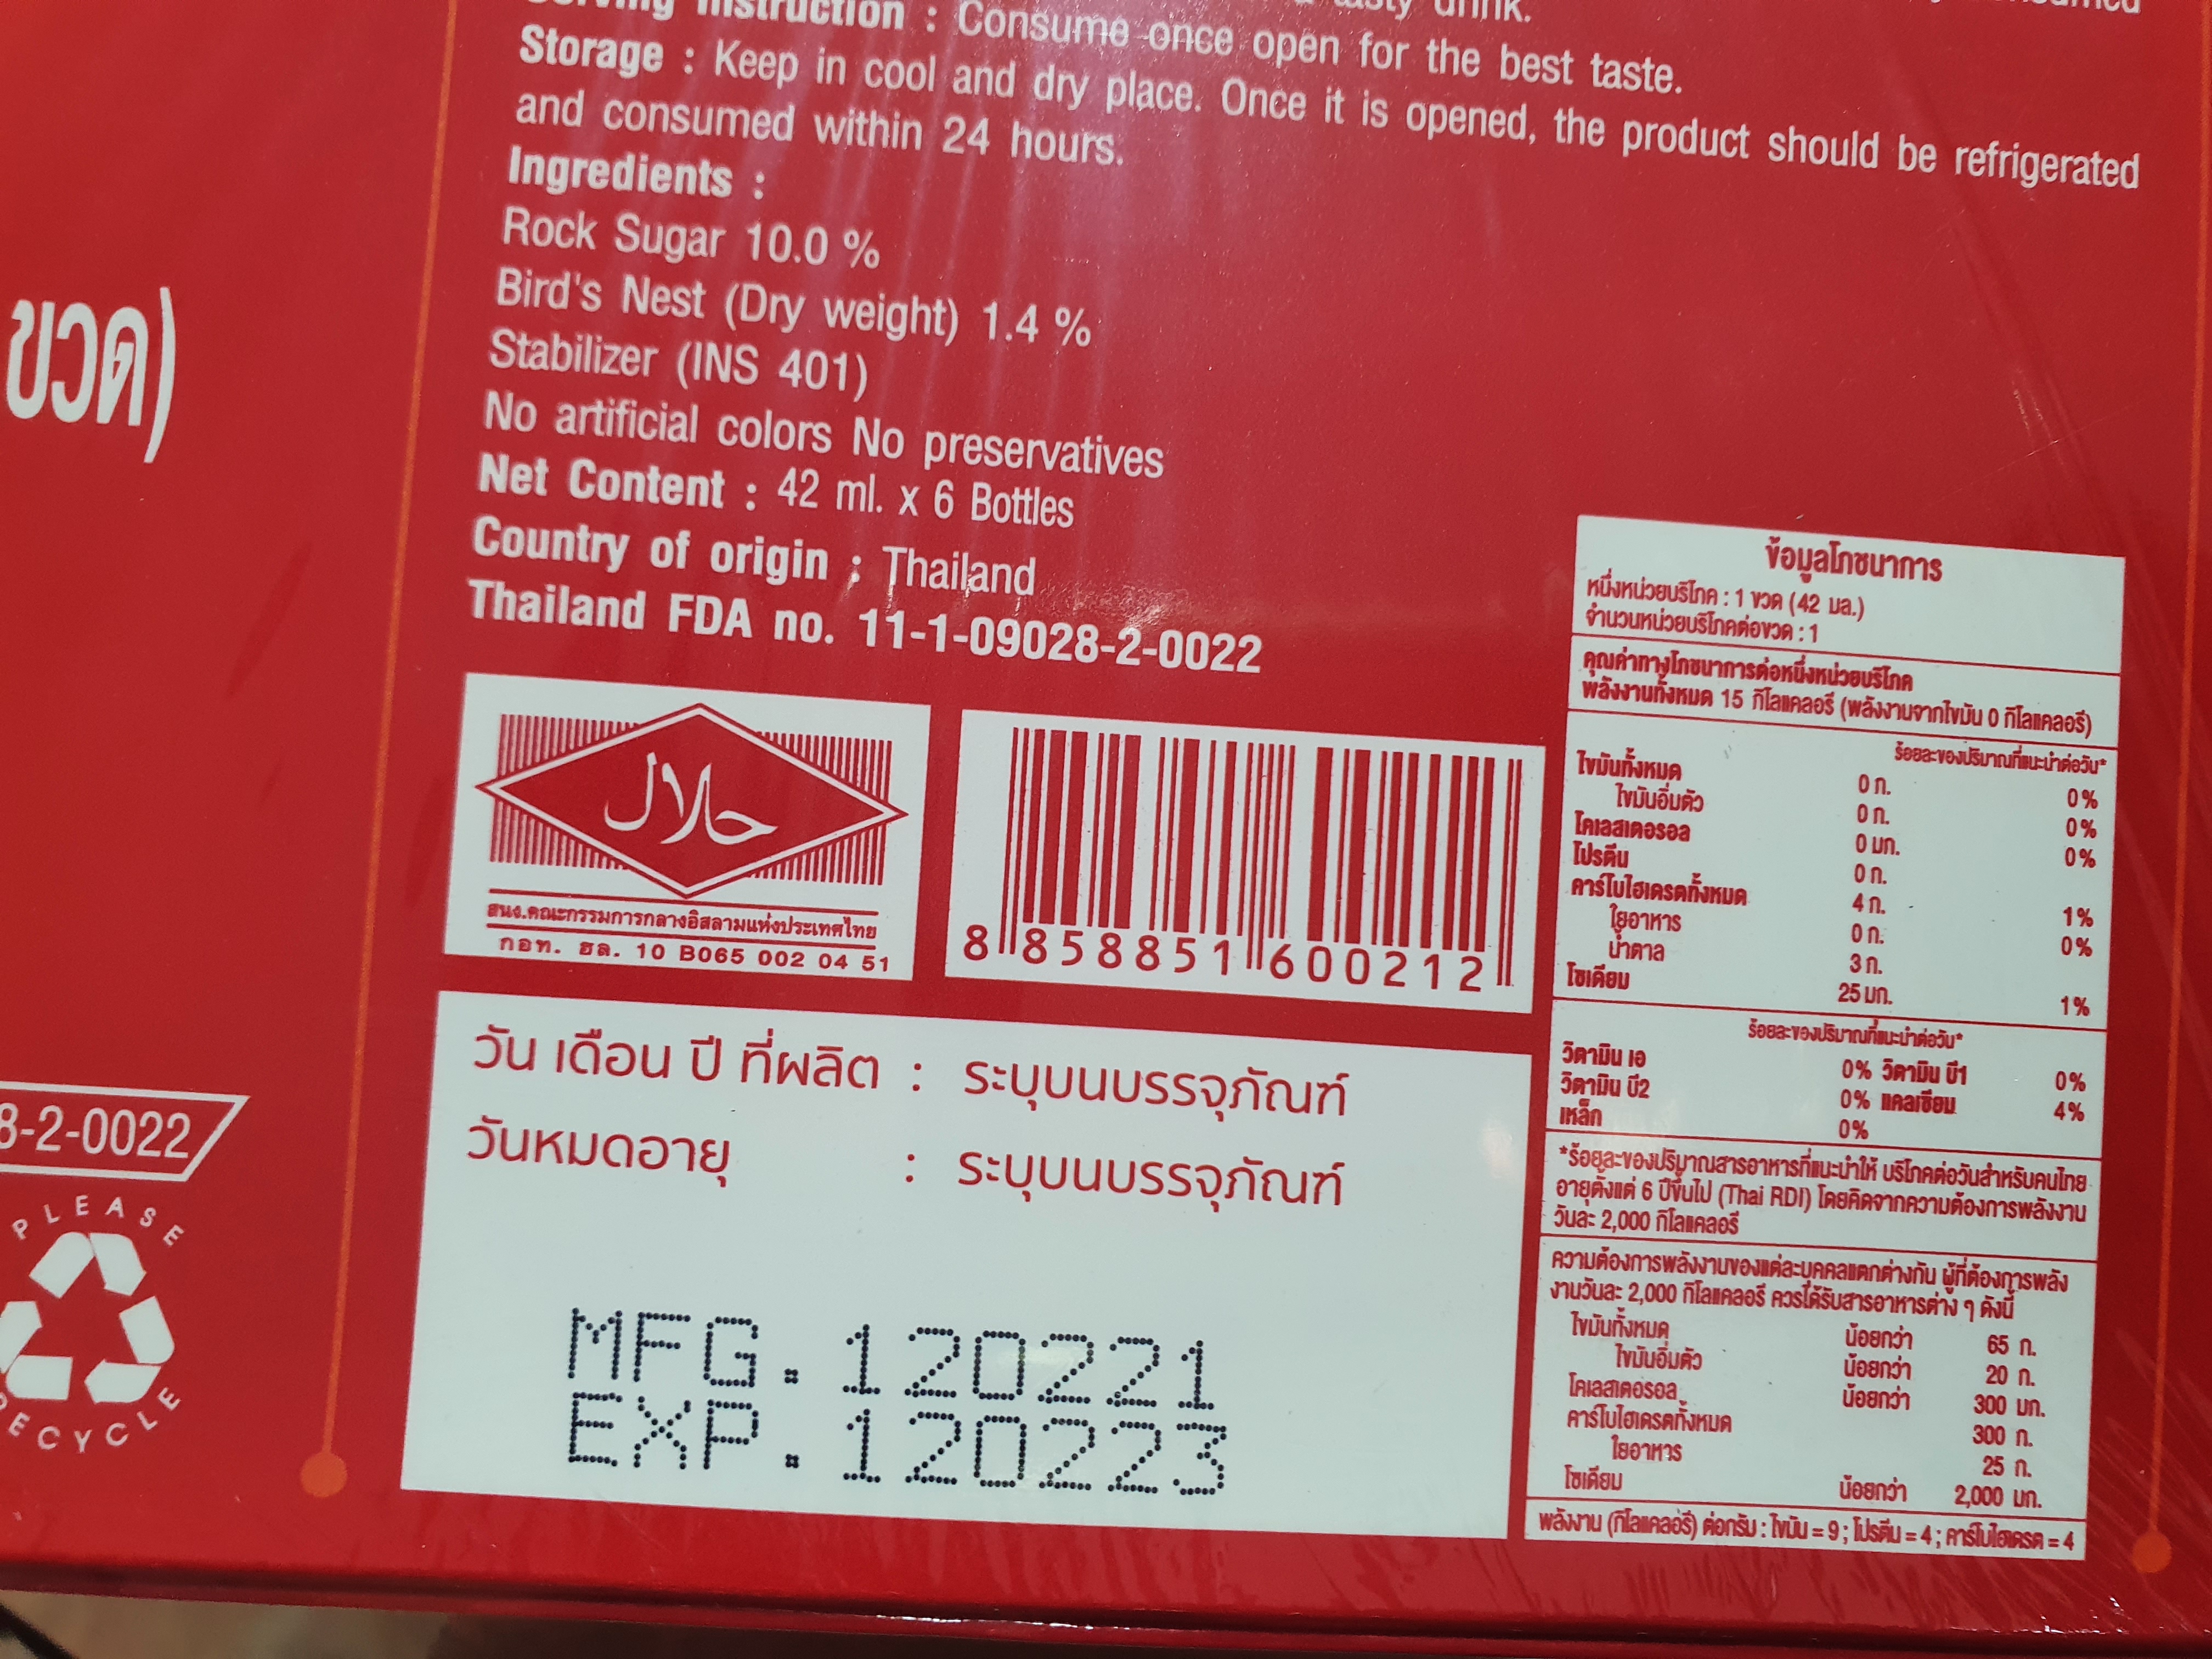 tasty drink.
Serving Instruction : Consume once open for the best taste.
Storage : Keep in cool and dry place. Once it is opened, the product should be refrigerated
and consumed within 24 hours.
Ingredients :
Rock Sugar 10.0 %
Bird's Nest (Dry weight) 1.4 %
Stabilizer (INS 401)
No artificial colors No preservatives
Net Content : 42 ml. x 6 Bottles
Country of origin : Thailand
Thailand FDA no. 11-1-09028-2-0022
ขวด)
8-2-0022
PLEASE
RECYCLE
حلال
สนง.คณะกรรมการกลางอิสลามแห่งประเทศไทย
กอท. ฮล. 10 B065 002 04 51
8 858851 600212
วัน เดือน ปี ที่ผลิต : ระบุบนบรรจุภัณฑ์
วันหมดอายุ : ระบุบนบรรจุภัณฑ์
MFG. 120221
EXP. 120223
ข้อมูลโภชนาการ
หนึ่งหน่วยบริโภค : 1 ขวด (42 มล.)
จำนวนหน่วยบริโภคต่อขวด : 1
คุณค่าทางโภชนาการต่อหนึ่งหน่วยบริโภค
พลังงานทั้งหมด 15 กิโลแคลอรี (พลังงานจากไขมัน 0 กิโลแคลอรี)
ร้อยละของปริมาณที่แนะนำต่อวัน*
ไขมันทั้งหมด 0 ก. 0%
ไขมันอิ่มตัว 0 ก. 0%
โคเลสเตอรอล 0 มก. 0%
โปรตีน 0 ก.
คาร์โบไฮเดรตทั้งหมด 4 ก. 1%
ใยอาหาร 0 ก. 0%
น้ำตาล 3 ก.
โซเดียม 25 มก. 1%
ร้อยละของปริมาณที่แนะนำต่อวัน*
วิตามิน เอ 0% วิตามิน บี1 0%
วิตามิน บี2 0% แคลเซียม 4%
เหล็ก 0%
*ร้อยละของปริมาณสารอาหารที่แนะนำให้ บริโภคต่อวันสำหรับคนไทย
อายุตั้งแต่ 6 ปีขึ้นไป (Thai RDI) โดยคิดจากความต้องการพลังงาน
วันละ 2,000 กิโลแคลอรี
ความต้องการพลังงานของแต่ละบุคคลแตกต่างกัน ผู้ที่ต้องการพลัง
งานวันละ 2,000 กิโลแคลอรี ควรได้รับสารอาหารต่าง ๆ ดังนี้
ไขมันทั้งหมด น้อยกว่า 65 ก.
ไขมันอิ่มตัว น้อยกว่า 20 ก.
โคเลสเตอรอล น้อยกว่า 300 มก.
คาร์โบไฮเดรตทั้งหมด 300 ก.
ใยอาหาร 25 ก.
โซเดียม น้อยกว่า 2,000 มก.
พลังงาน (กิโลแคลอรี) ต่อกรัม : ไขมัน = 9 ; โปรตีน = 4 ; คาร์โบไฮเดรต = 4